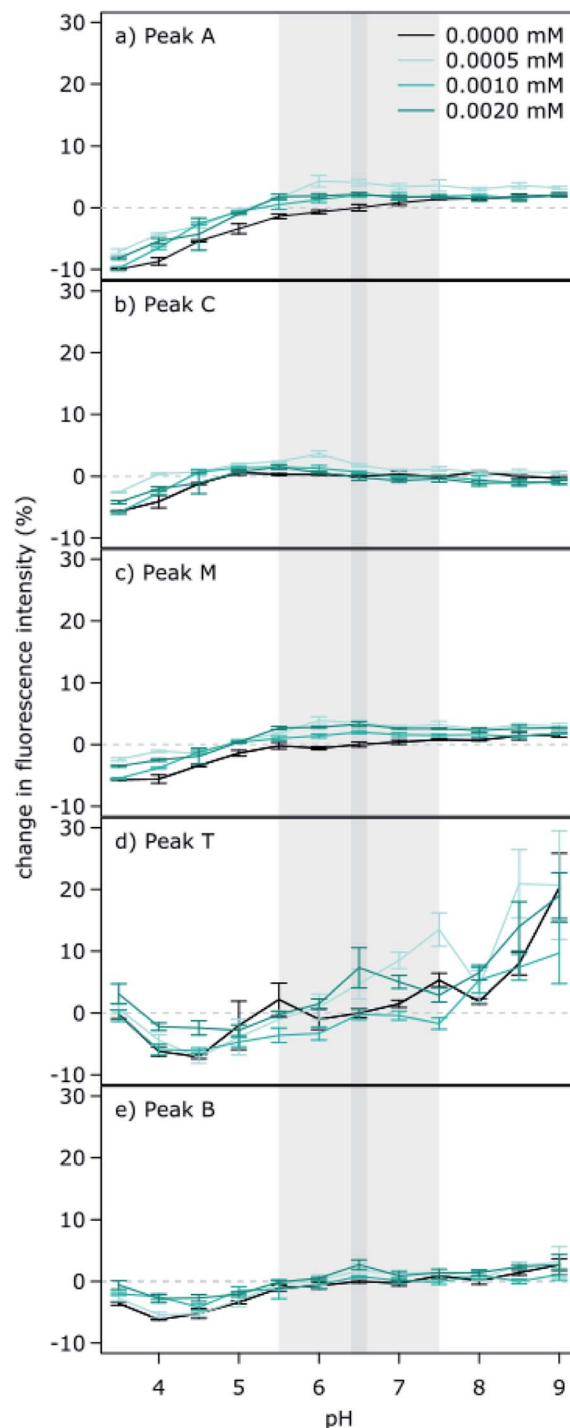 a) Peak A
0.0000 mM
0.0005 mM
0.0010 mM
0.0020 mM
30
20
10
0
-10
b) Peak C
30
20
10
0
-10
c) Peak M
30
20
10
0
-10
d) Peak T
30
20
10
0
-10
e) Peak B
30
20
10
0
-10
change in fluorescence intensity (%)
4 5 6 7 8 9
pH